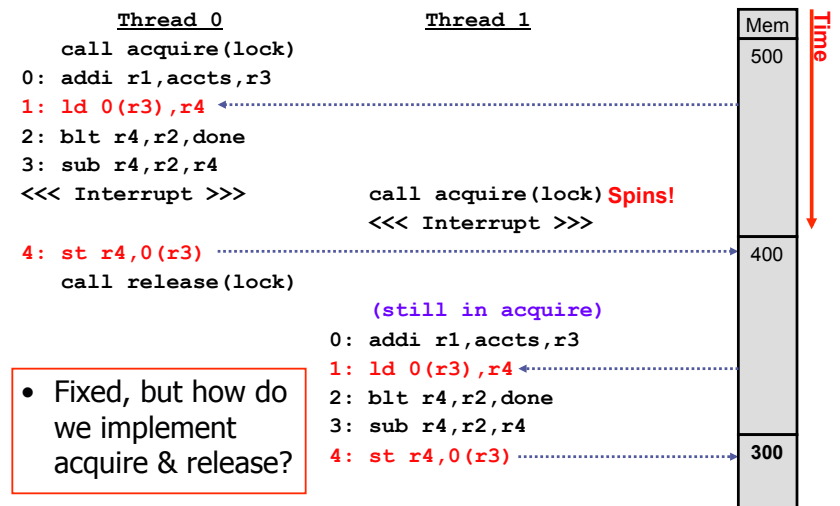 Thread 0
Thread 1
Mem
Time
call acquire(lock)
500
0: addi r1,accts,r3
1: ld 0(r3),r4
2: blt r4,r2,done
3: sub r4,r2,r4
<<< Interrupt >>>
call acquire(lock) Spins!
<<< Interrupt >>>
4: st r4,0(r3)
400
call release(lock)
(still in acquire)
0: addi r1,accts,r3
1: ld 0(r3),r4
2: blt r4,r2,done
3: sub r4,r2,r4
4: st r4,0(r3)
300
• Fixed, but how do
we implement
acquire & release?